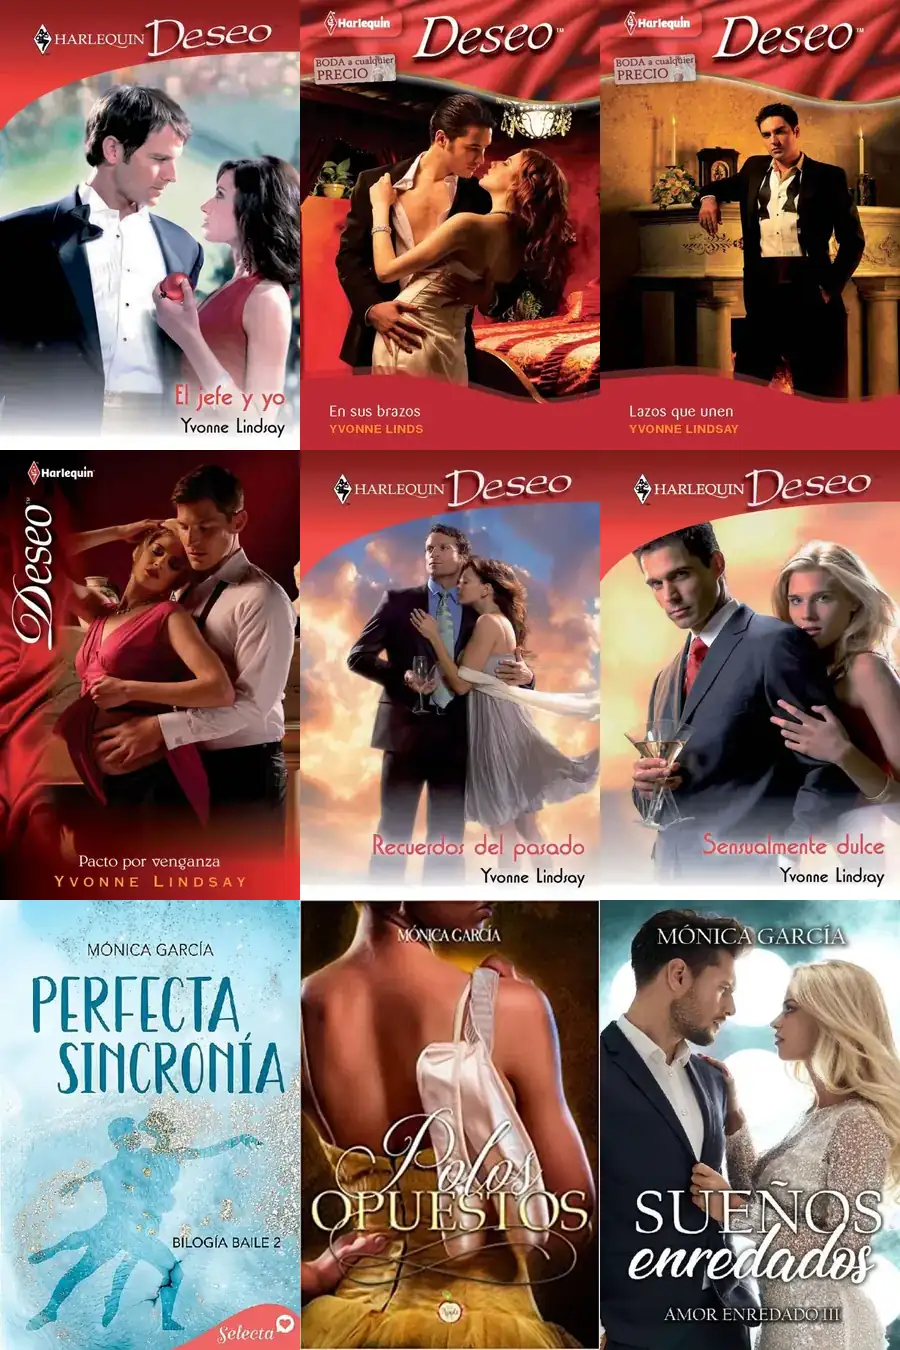 HARLEQUIN Deseo
El jefe y yo
Yvonne Lindsay
Harlequin
Deseo™
BODA a cualquier
PRECIO
En sus brazos
YVONNE LINDS
Harlequin
Deseo™
BODA a cualquier
PRECIO
Lazos que unen
YVONNE LINDSAY
Harlequin
Deseo™
Pacto por venganza
YVONNE LINDSAY
HARLEQUIN Deseo
Recuerdos del pasado
Yvonne Lindsay
HARLEQUIN Deseo
Sensualmente dulce
Yvonne Lindsay
MÓNICA GARCÍA
PERFECTA
SINCRONÍA
BILOGÍA BAILE 2
Selecta
MÓNICA GARCÍA
Polos
OPUESTOS
MÓNICA GARCÍA
SUEÑOS
enredados
AMOR ENREDADO III